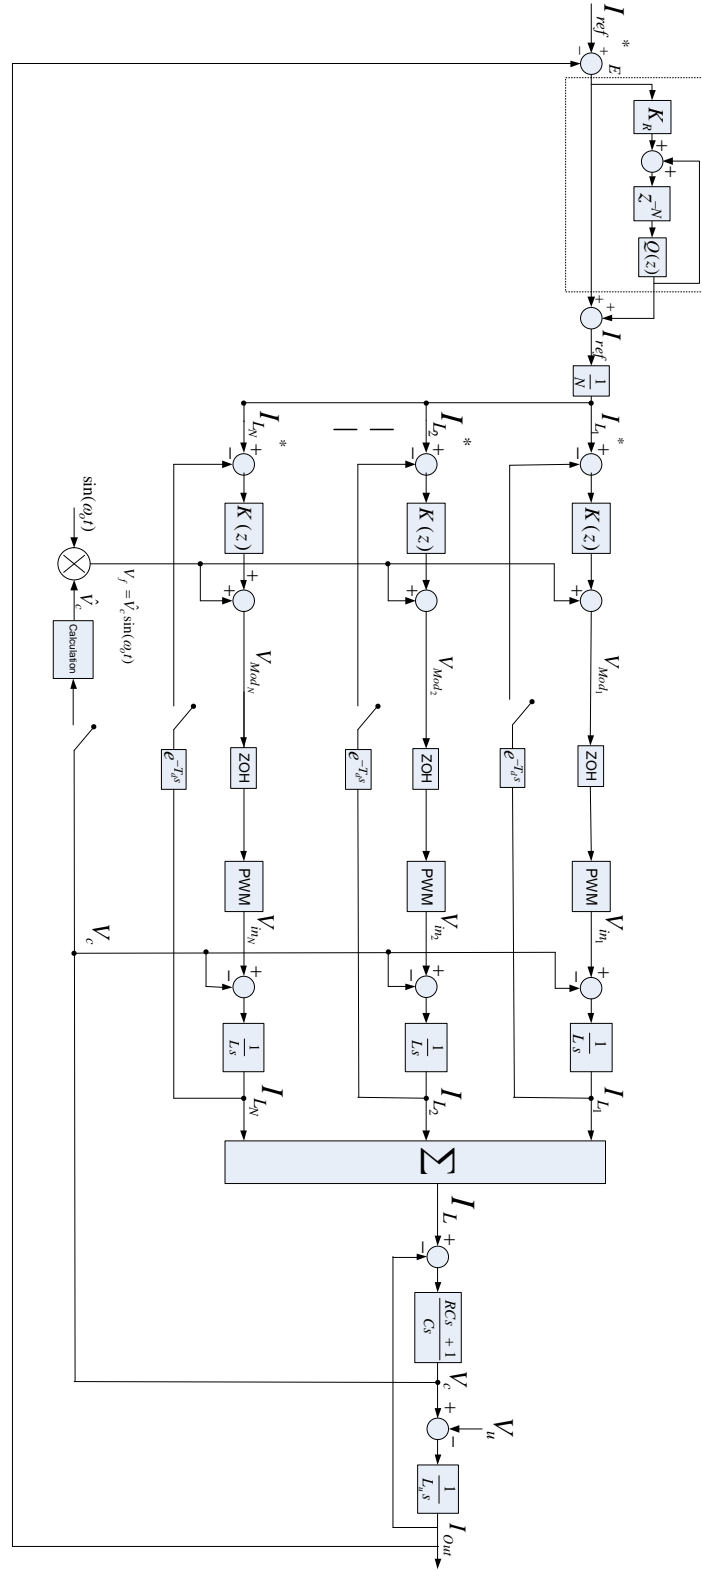 I_ref*
+
−
E
K_R
+
+
z^−N
Q(z)
+
+
I_ref
1/N
I_L1*
+
−
K(z)
+
V_Mod1
ZOH
PWM
V_in1
+
−
1/Ls
I_L1
e^−T_d s
I_L2*
+
−
K(z)
+
V_Mod2
ZOH
PWM
V_in2
+
−
1/Ls
I_L2
e^−T_d s
I_LN*
+
−
K(z)
+
+
V_ModN
ZOH
PWM
V_inN
+
−
1/Ls
I_LN
e^−T_d s
sin(ω_o t)
V_f = V̂_c sin(ω_o t)
V̂_c
Calculation
V_c
Σ
I_L
+
−
RCs + 1/Cs
V_c
+
−
V_u
1/L_u s
I_Out